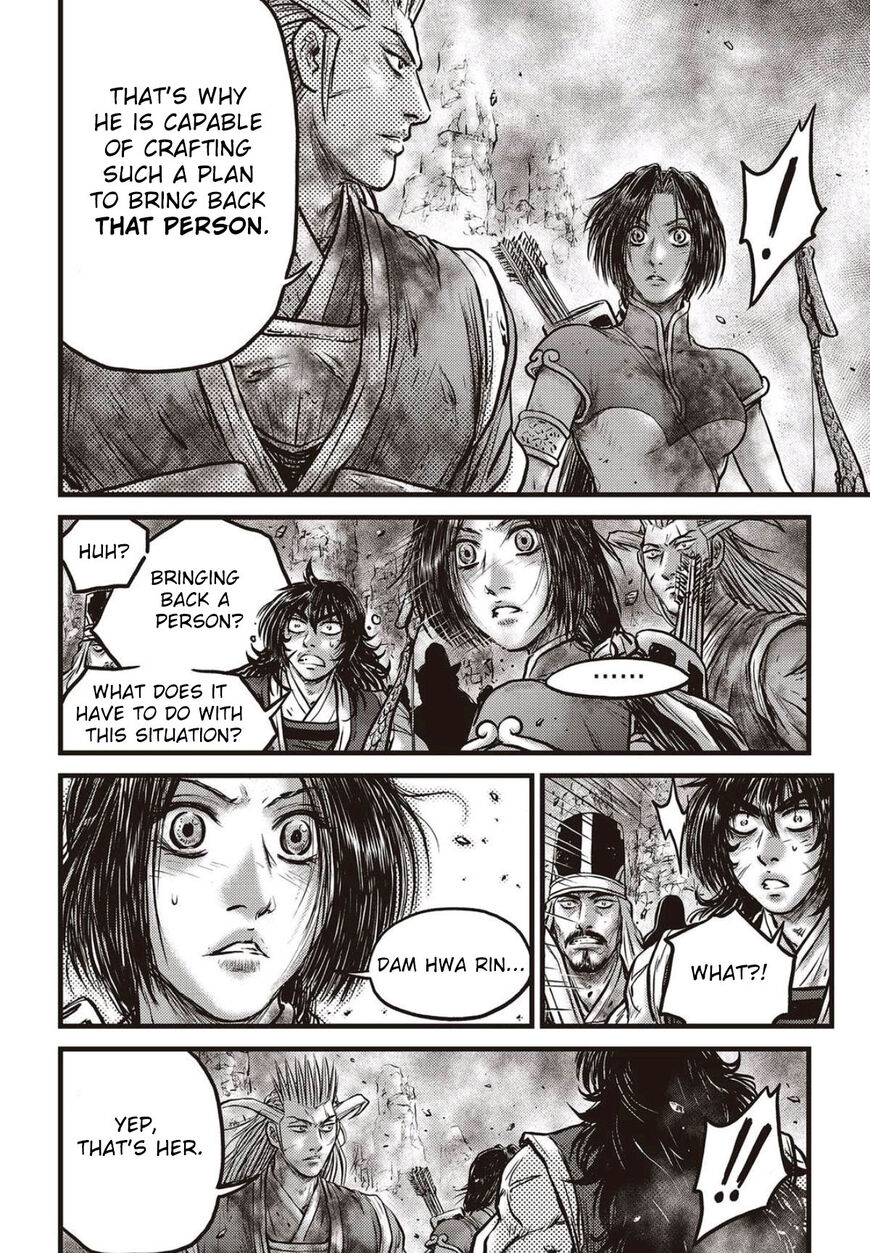 THAT'S WHY
HE IS CAPABLE
OF CRAFTING
SUCH A PLAN
TO BRING BACK
THAT PERSON.
!
HUH?
BRINGING
BACK A
PERSON?
WHAT DOES IT
HAVE TO DO WITH
THIS SITUATION?
......
DAM HWA RIN...
WHAT?!
YEP,
THAT'S HER.
!!